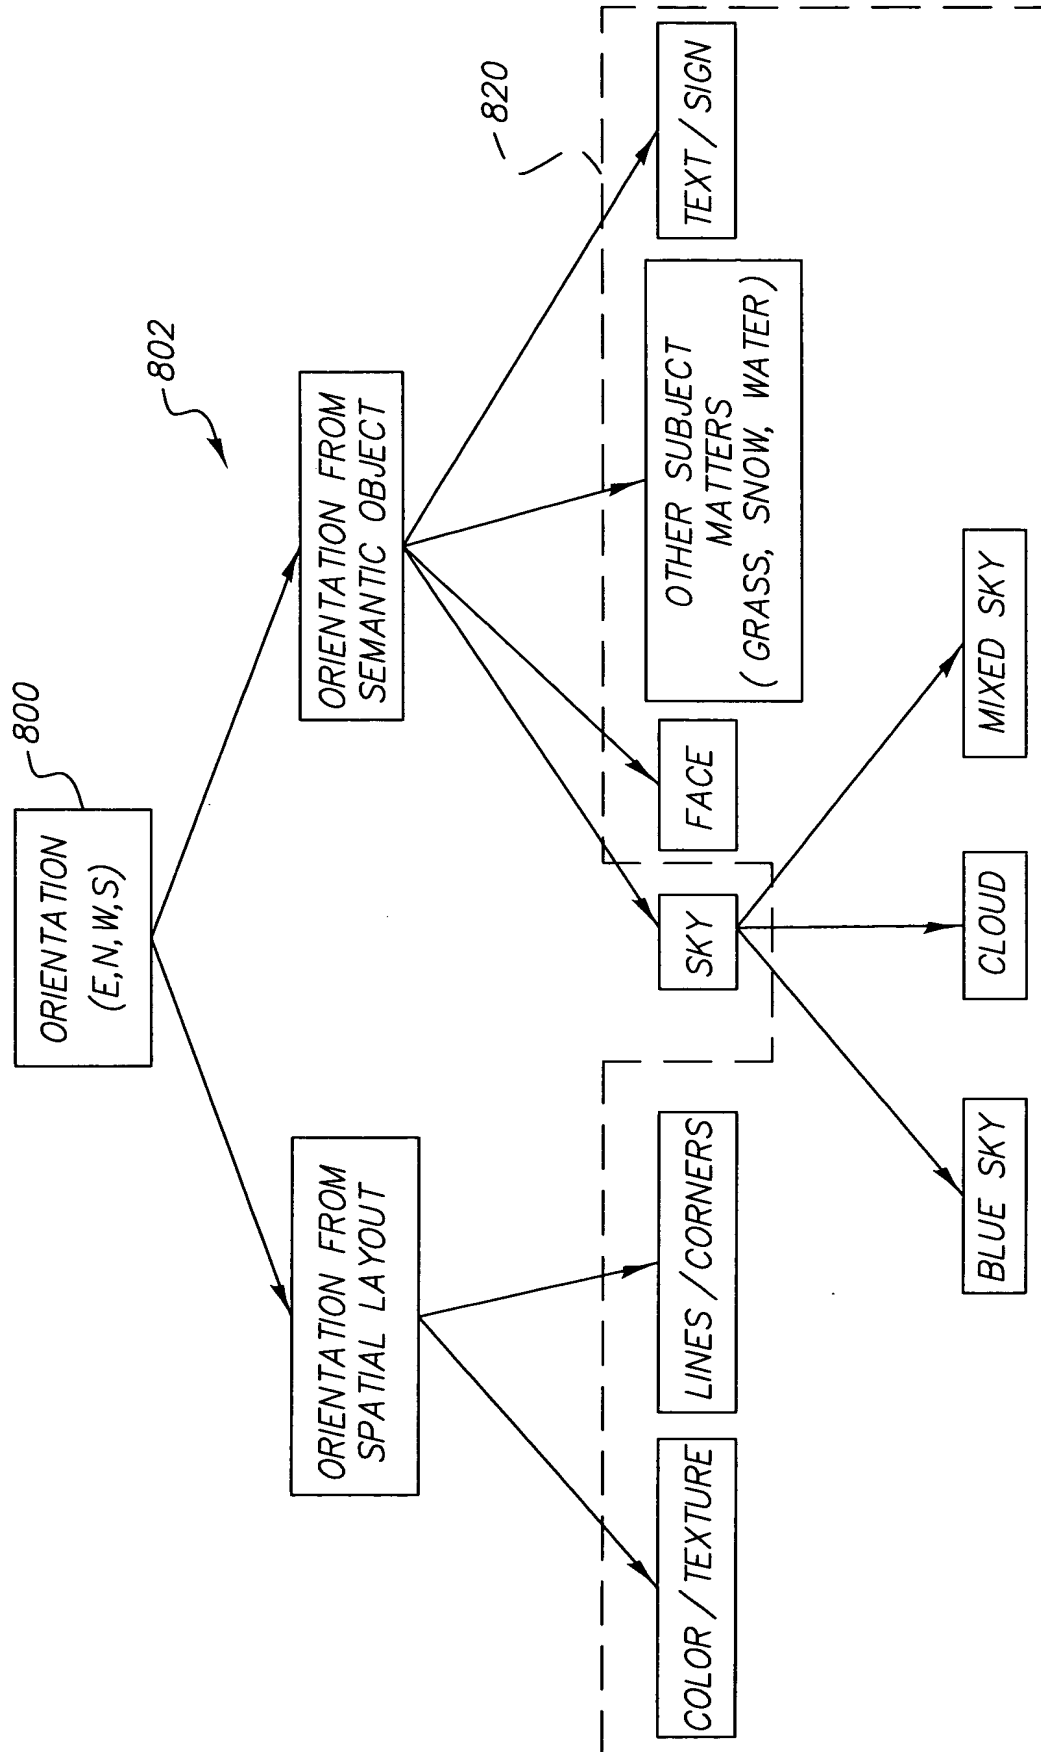 800
ORIENTATION
(E,N,W,S)
802
ORIENTATION FROM
SPATIAL LAYOUT
ORIENTATION FROM
SEMANTIC OBJECT
820
COLOR / TEXTURE
LINES / CORNERS
SKY
FACE
OTHER SUBJECT
MATTERS
( GRASS, SNOW, WATER )
TEXT / SIGN
BLUE SKY
CLOUD
MIXED SKY